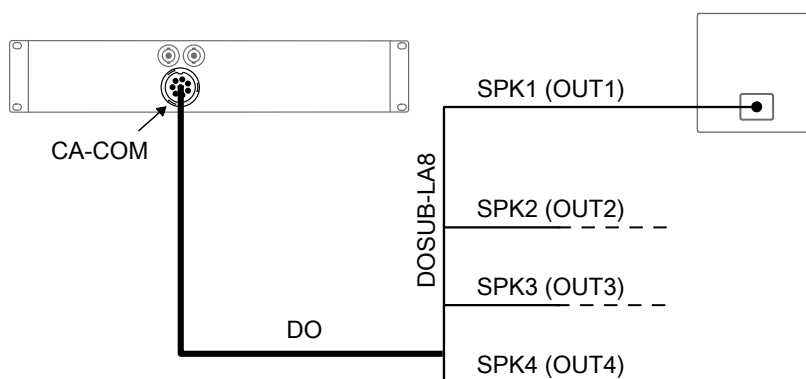 SPK1 (OUT1)
CA-COM
DOSUB-LA8
SPK2 (OUT2)
SPK3 (OUT3)
DO
SPK4 (OUT4)